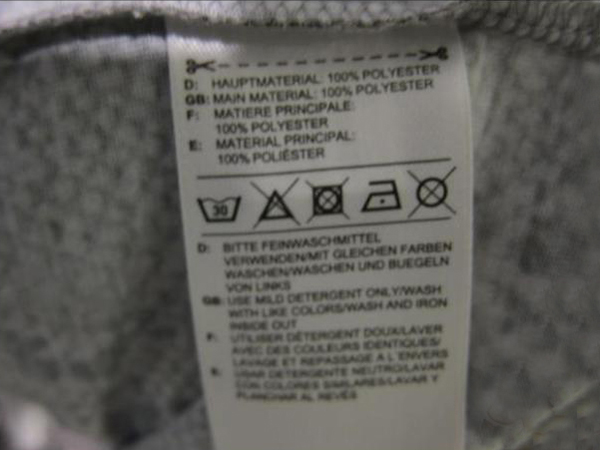 D: HAUPTMATERIAL: 100% POLYESTER
GB: MAIN MATERIAL: 100% POLYESTER
F: MATIERE PRINCIPALE:
100% POLYESTER
E: MATERIAL PRINCIPAL:
100% POLIÉSTER
30
D: BITTE FEINWASCHMITTEL
VERWENDEN/MIT GLEICHEN FARBEN
WASCHEN/WASCHEN UND BUEGELN
VON LINKS
GB: USE MILD DETERGENT ONLY/WASH
WITH LIKE COLORS/WASH AND IRON
INSIDE OUT
F: UTILISER DÉTERGENT DOUX/LAVER
AVEC DES COULEURS IDENTIQUES/
LAVAGE ET REPASSAGE A L'ENVERS
E: USAR DETERGENTE NEUTRO/LAVAR
CON COLORES SIMILARES/LAVAR Y
PLANCHAR AL REVÉS